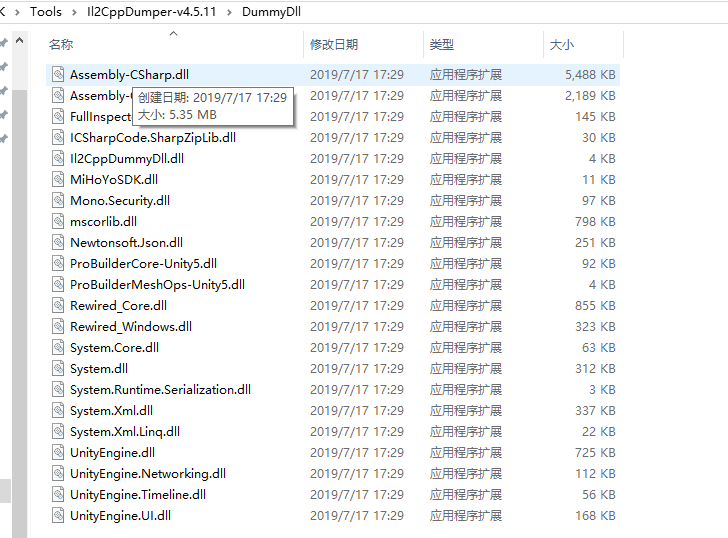 K > Tools > Il2CppDumper-v4.5.11 > DummyDll
名称 修改日期 类型 大小
Assembly-CSharp.dll 2019/7/17 17:29 应用程序扩展 5,488 KB
Assembly- 2019/7/17 17:29 应用程序扩展 2,189 KB
创建日期: 2019/7/17 17:29
大小: 5.35 MB
FullInspect 2019/7/17 17:29 应用程序扩展 145 KB
ICSharpCode.SharpZipLib.dll 2019/7/17 17:29 应用程序扩展 30 KB
Il2CppDummyDll.dll 2019/7/17 17:29 应用程序扩展 4 KB
MiHoYoSDK.dll 2019/7/17 17:29 应用程序扩展 11 KB
Mono.Security.dll 2019/7/17 17:29 应用程序扩展 97 KB
mscorlib.dll 2019/7/17 17:29 应用程序扩展 798 KB
Newtonsoft.Json.dll 2019/7/17 17:29 应用程序扩展 251 KB
ProBuilderCore-Unity5.dll 2019/7/17 17:29 应用程序扩展 92 KB
ProBuilderMeshOps-Unity5.dll 2019/7/17 17:29 应用程序扩展 4 KB
Rewired_Core.dll 2019/7/17 17:29 应用程序扩展 855 KB
Rewired_Windows.dll 2019/7/17 17:29 应用程序扩展 323 KB
System.Core.dll 2019/7/17 17:29 应用程序扩展 63 KB
System.dll 2019/7/17 17:29 应用程序扩展 312 KB
System.Runtime.Serialization.dll 2019/7/17 17:29 应用程序扩展 3 KB
System.Xml.dll 2019/7/17 17:29 应用程序扩展 337 KB
System.Xml.Linq.dll 2019/7/17 17:29 应用程序扩展 22 KB
UnityEngine.dll 2019/7/17 17:29 应用程序扩展 725 KB
UnityEngine.Networking.dll 2019/7/17 17:29 应用程序扩展 112 KB
UnityEngine.Timeline.dll 2019/7/17 17:29 应用程序扩展 56 KB
UnityEngine.UI.dll 2019/7/17 17:29 应用程序扩展 168 KB